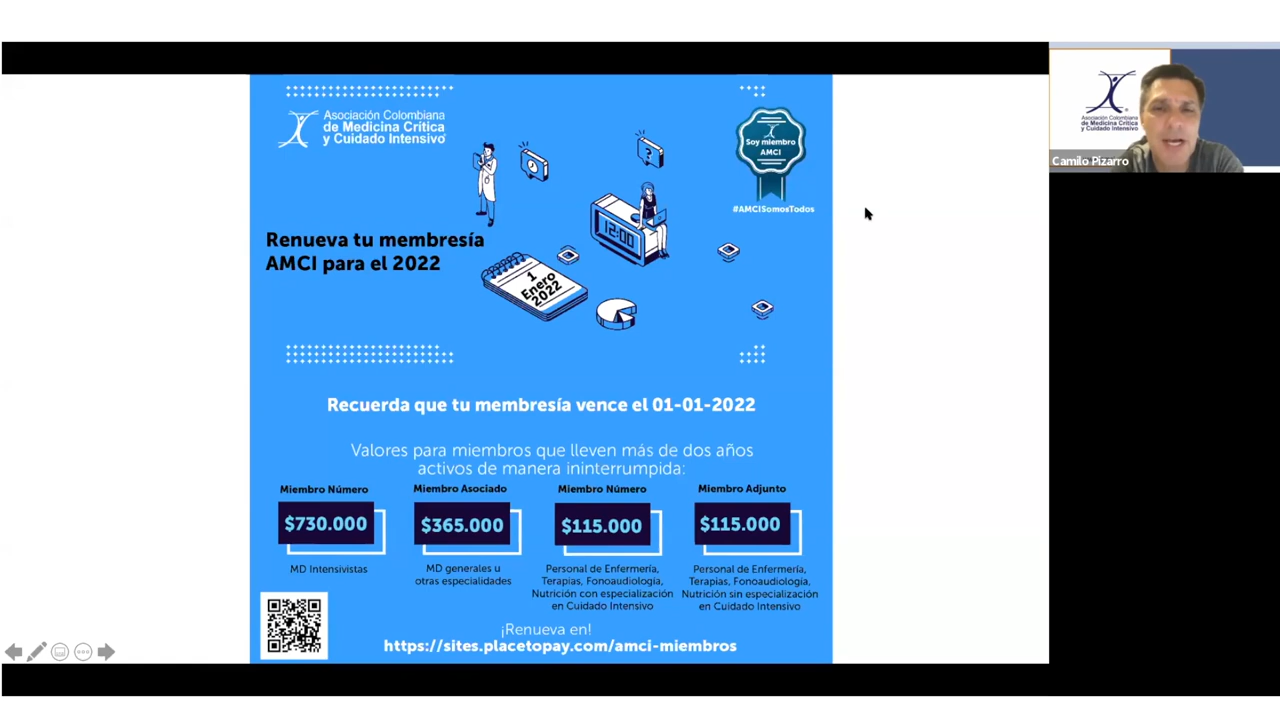 Asociación Colombiana
de Medicina Crítica
y Cuidado Intensivo
Soy miembro
AMCI
#AMCISomosTodos
12:00
1
Enero
2022
?
Renueva tu membresía
AMCI para el 2022
Recuerda que tu membresía vence el 01-01-2022
Valores para miembros que lleven más de dos años
activos de manera ininterrumpida:
Miembro Número
$730.000
MD Intensivistas
Miembro Asociado
$365.000
MD generales u
otras especialidades
Miembro Número
$115.000
Personal de Enfermería,
Terapias, Fonoaudiología,
Nutrición con especialización
en Cuidado Intensivo
Miembro Adjunto
$115.000
Personal de Enfermería,
Terapias, Fonoaudiología,
Nutrición sin especialización
en Cuidado Intensivo
¡Renueva en!
https://sites.placetopay.com/amci-miembros
Asociación Colombiana
de Medicina Crítica
y Cuidado Intensivo
Camilo Pizarro